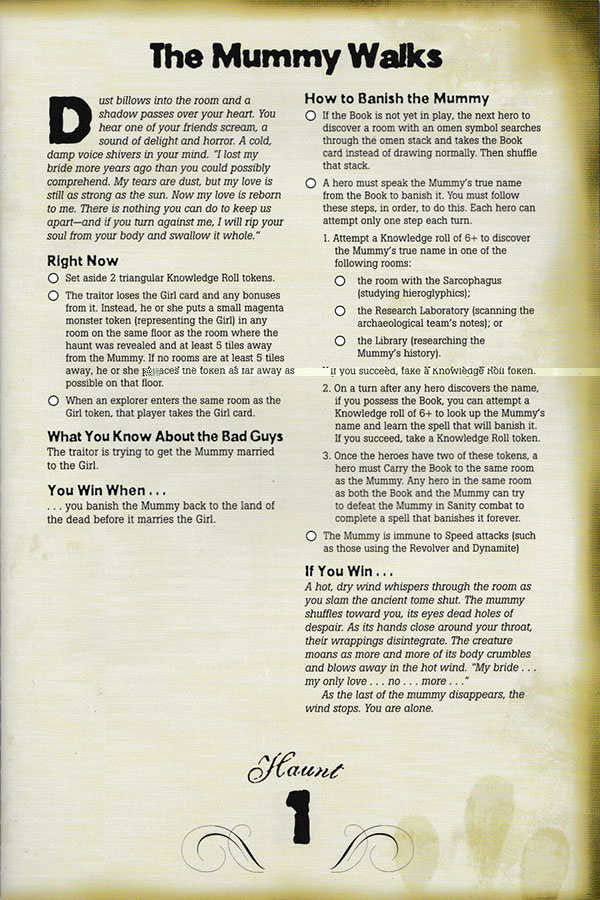 The Mummy Walks
Dust billows into the room and a
shadow passes over your heart. You
hear one of your friends scream, a
sound of delight and horror. A cold,
damp voice shivers in your mind. "I lost my
bride more years ago than you could possibly
comprehend. My tears are dust, but my love is
still as strong as the sun. Now my love is reborn
to me. There is nothing you can do to keep us
apart—and if you turn against me, I will rip your
soul from your body and swallow it whole."
Right Now
Set aside 2 triangular Knowledge Roll tokens.
The traitor loses the Girl card and any bonuses
from it. Instead, he or she puts a small magenta
monster token (representing the Girl) in any
room on the same floor as the room where the
haunt was revealed and at least 5 tiles away
from the Mummy. If no rooms are at least 5 tiles
away, he or she places the token as far away as
possible on that floor.
When an explorer enters the same room as the
Girl token, that player takes the Girl card.
What You Know About the Bad Guys
The traitor is trying to get the Mummy married
to the Girl.
You Win When . . .
. . . you banish the Mummy back to the land of
the dead before it marries the Girl.
How to Banish the Mummy
If the Book is not yet in play, the next hero to
discover a room with an omen symbol searches
through the omen stack and takes the Book
card instead of drawing normally. Then shuffle
that stack.
A hero must speak the Mummy's true name
from the Book to banish it. You must follow
these steps, in order, to do this. Each hero can
attempt only one step each turn.
1. Attempt a Knowledge roll of 6+ to discover
the Mummy's true name in one of the
following rooms:
the room with the Sarcophagus
(studying hieroglyphics);
the Research Laboratory (scanning the
archaeological team's notes); or
the Library (researching the
Mummy's history).
If you succeed, take a Knowledge Roll token.
2. On a turn after any hero discovers the name,
if you possess the Book, you can attempt a
Knowledge roll of 6+ to look up the Mummy's
name and learn the spell that will banish it.
If you succeed, take a Knowledge Roll token.
3. Once the heroes have two of these tokens, a
hero must Carry the Book to the same room
as the Mummy. Any hero in the same room
as both the Book and the Mummy can try
to defeat the Mummy in Sanity combat to
complete a spell that banishes it forever.
The Mummy is immune to Speed attacks (such
as those using the Revolver and Dynamite)
If You Win . . .
A hot, dry wind whispers through the room as
you slam the ancient tome shut. The mummy
shuffles toward you, its eyes dead holes of
despair. As its hands close around your throat,
their wrappings disintegrate. The creature
moans as more and more of its body crumbles
and blows away in the hot wind. "My bride . . .
my only love . . . no . . . more . . ."
As the last of the mummy disappears, the
wind stops. You are alone.
Haunt
1